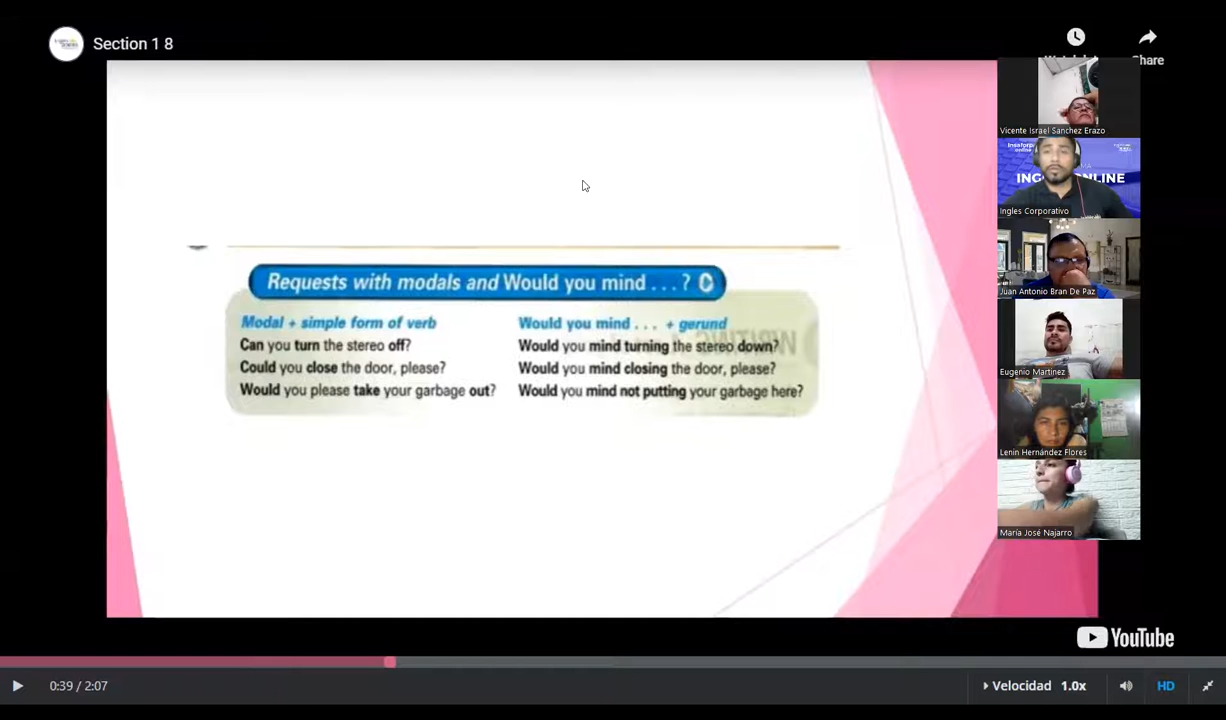 Section 1 8
Share
Requests with modals and Would you mind . . . ?
Modal + simple form of verb
Can you turn the stereo off?
Could you close the door, please?
Would you please take your garbage out?
Would you mind . . . + gerund
Would you mind turning the stereo down?
Would you mind closing the door, please?
Would you mind not putting your garbage here?
Vicente Israel Sanchez Erazo
Ingles Corporativo
Juan Antonio Bran De Paz
Eugenio Martinez
Lenin Hernández Flores
María José Najarro
YouTube
0:39 / 2:07
Velocidad 1.0x
HD